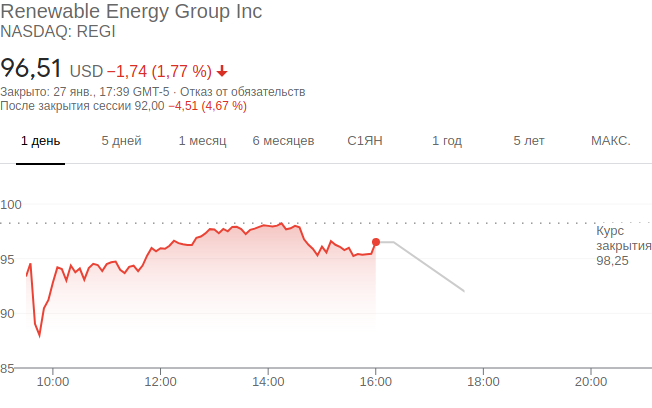 Renewable Energy Group Inc
NASDAQ: REGI
96,51 USD −1,74 (1,77 %)
Закрыто: 27 янв., 17:39 GMT-5 · Отказ от обязательств
После закрытия сессии 92,00 −4,51 (4,67 %)
1 день 5 дней 1 месяц 6 месяцев С1ЯН 1 год 5 лет МАКС.
100
Курс
закрытия
98,25
95
90
85
10:00 12:00 14:00 16:00 18:00 20:00